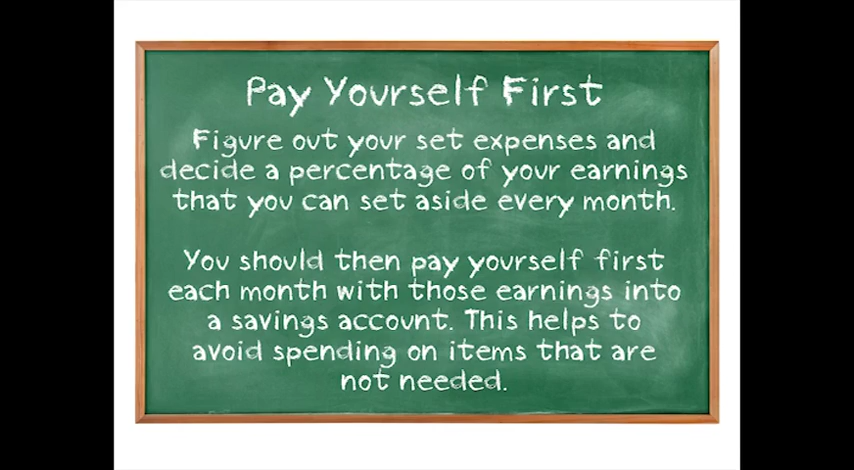 Pay Yourself First
Figure out your set expenses and
decide a percentage of your earnings
that you can set aside every month.
You should then pay yourself first
each month with those earnings into
a savings account. This helps to
avoid spending on items that are
not needed.